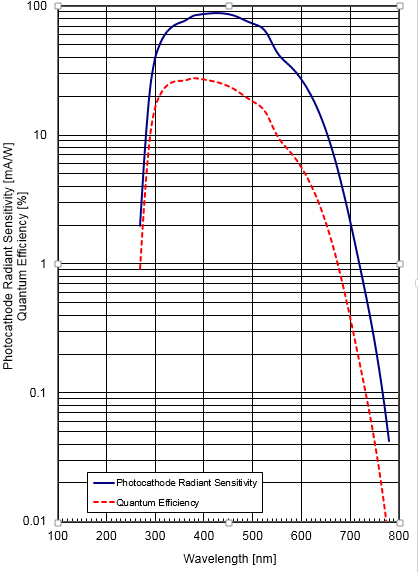 100
10
1
0.1
0.01
Photocathode Radiant Sensitivity [mA/W]
Quantum Efficiency [%]
Photocathode Radiant Sensitivity
Quantum Efficiency
100 200 300 400 500 600 700 800
Wavelength [nm]